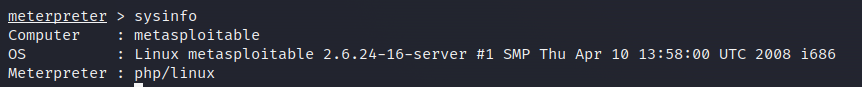 meterpreter > sysinfo
Computer    : metasploitable
OS          : Linux metasploitable 2.6.24-16-server #1 SMP Thu Apr 10 13:58:00 UTC 2008 i686
Meterpreter : php/linux